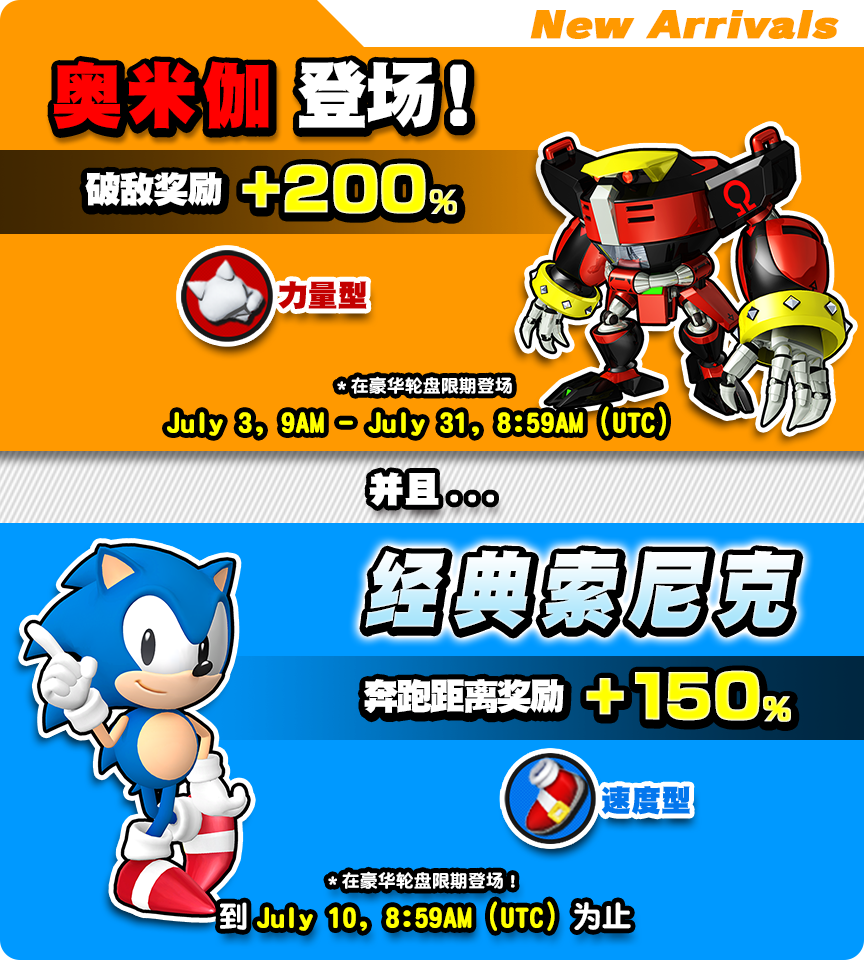 New Arrivals
奥米伽 登场！
破敌奖励 +200%
Ω
力量型
*在豪华轮盘限期登场
July 3, 9AM - July 31, 8:59AM (UTC)
并且...
经典索尼克
奔跑距离奖励 +150%
速度型
*在豪华轮盘限期登场！
到 July 10, 8:59AM (UTC) 为止